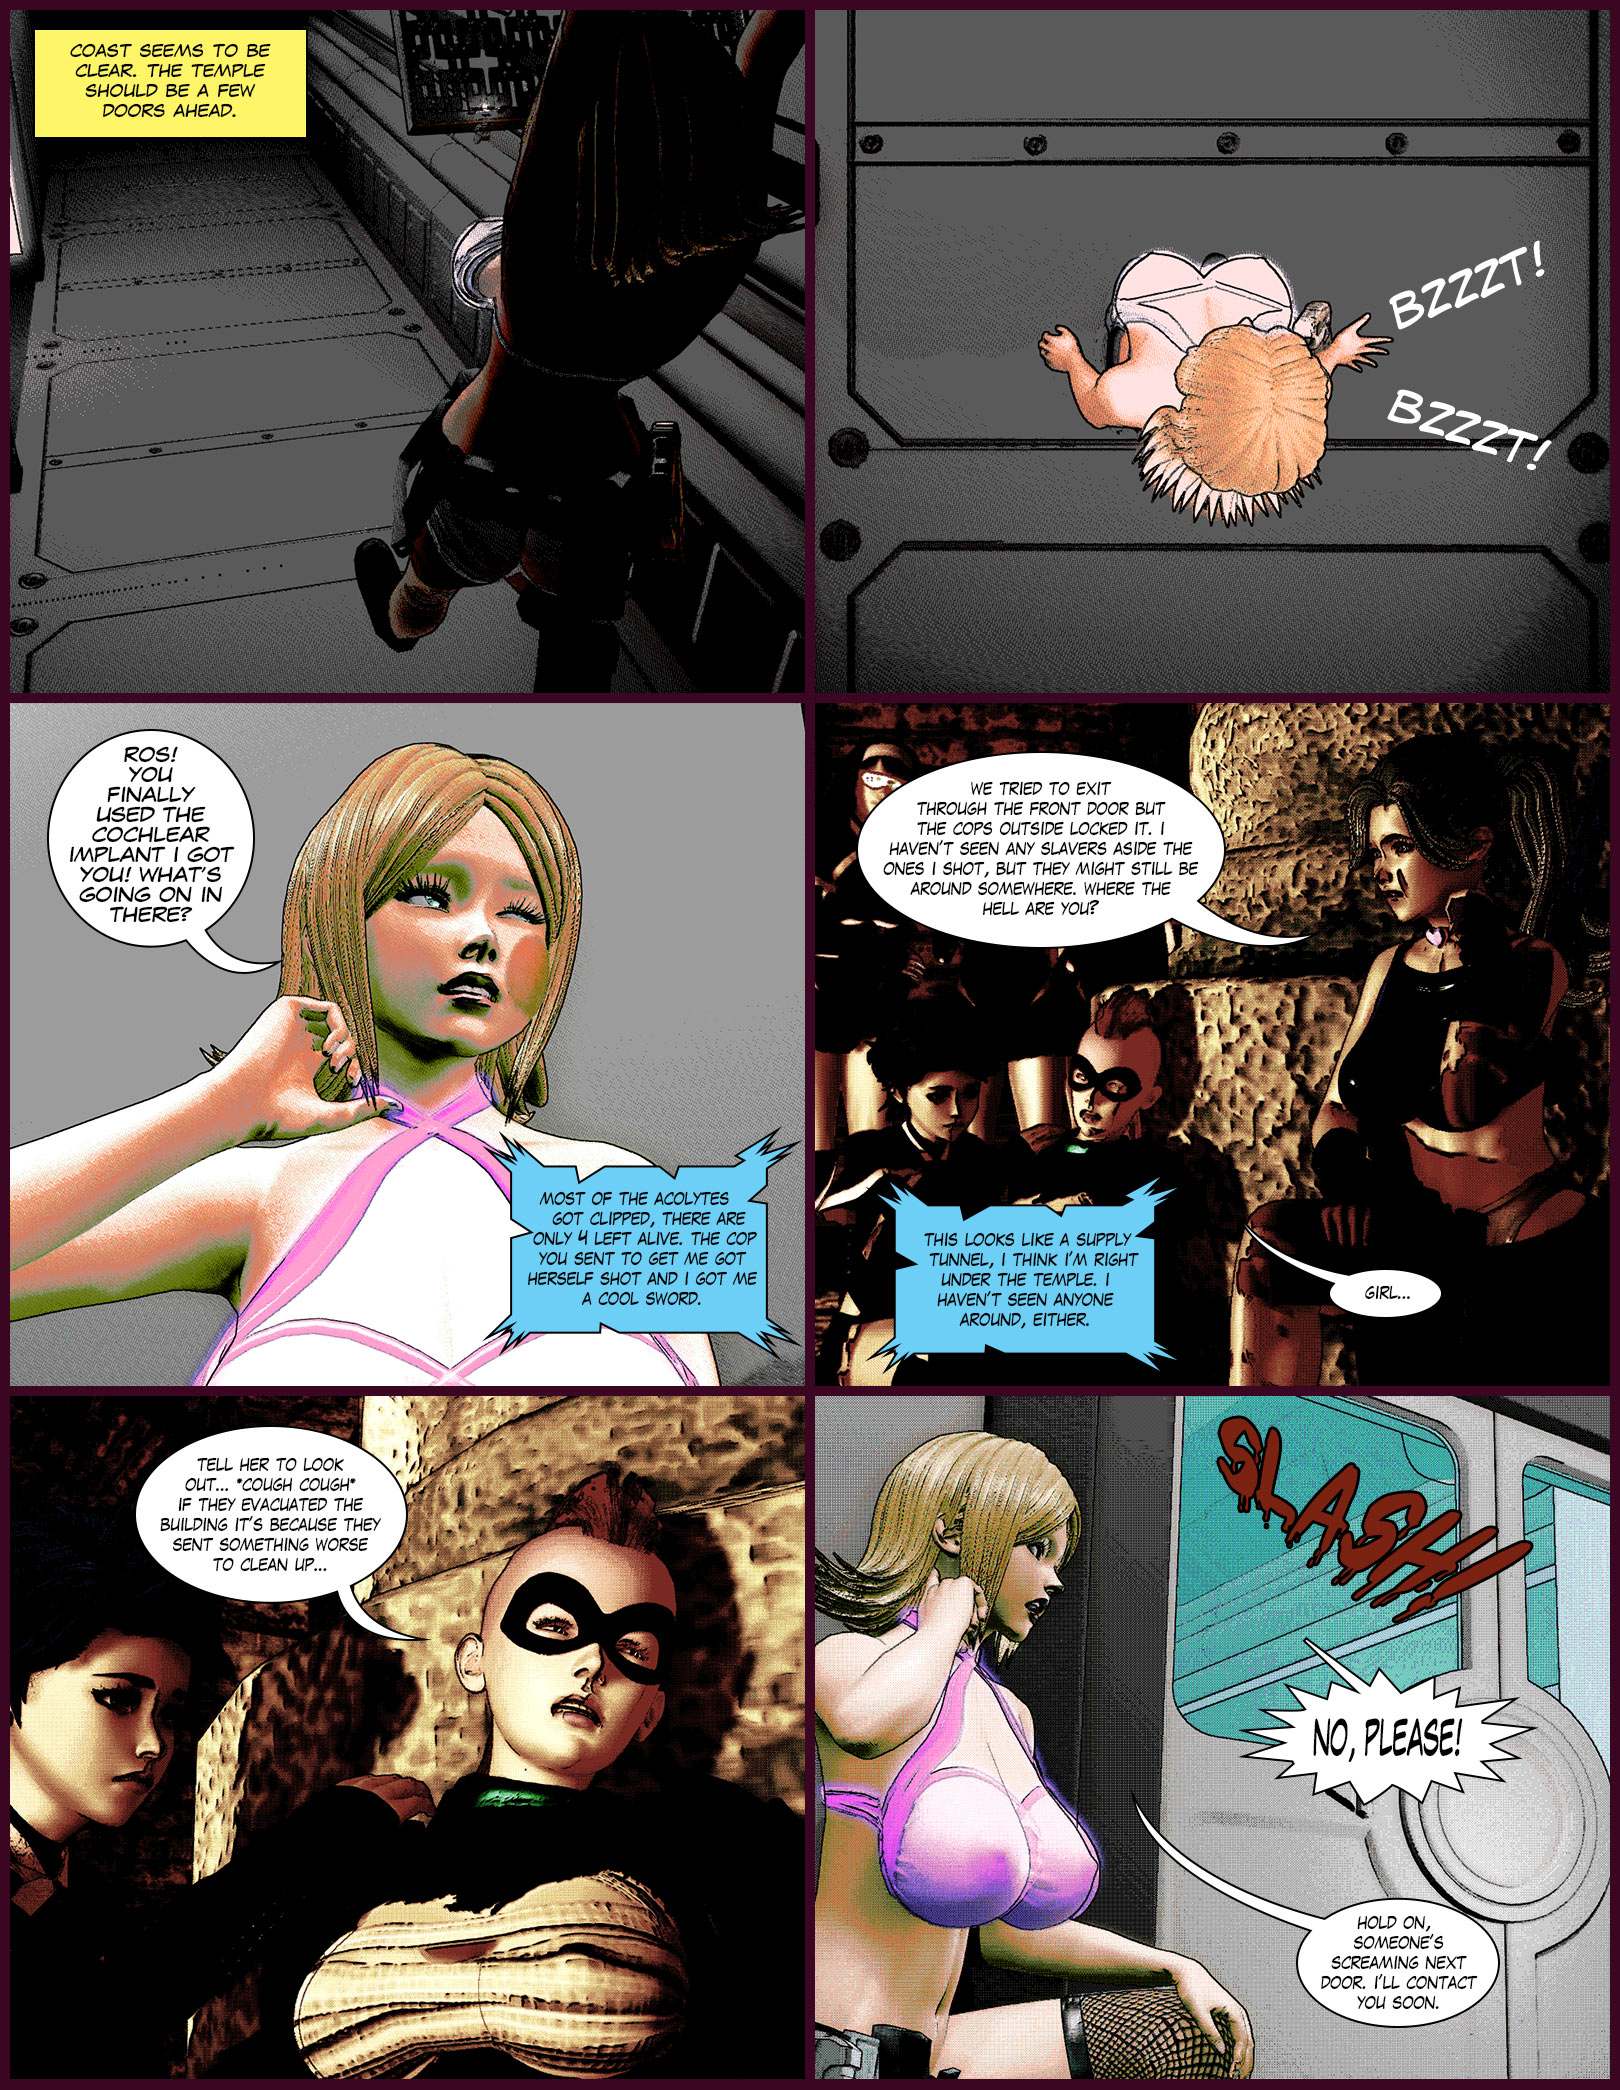 COAST SEEMS TO BE
CLEAR. THE TEMPLE
SHOULD BE A FEW
DOORS AHEAD.
BZZZT!
BZZZT!
ROS!
YOU
FINALLY
USED THE
COCHLEAR
IMPLANT I GOT
YOU! WHAT'S
GOING ON IN
THERE?
MOST OF THE ACOLYTES
GOT CLIPPED, THERE ARE
ONLY 4 LEFT ALIVE. THE COP
YOU SENT TO GET ME GOT
HERSELF SHOT AND I GOT ME
A COOL SWORD.
WE TRIED TO EXIT
THROUGH THE FRONT DOOR BUT
THE COPS OUTSIDE LOCKED IT. I
HAVEN'T SEEN ANY SLAVERS ASIDE THE
ONES I SHOT, BUT THEY MIGHT STILL BE
AROUND SOMEWHERE. WHERE THE
HELL ARE YOU?
THIS LOOKS LIKE A SUPPLY
TUNNEL, I THINK I'M RIGHT
UNDER THE TEMPLE. I
HAVEN'T SEEN ANYONE
AROUND, EITHER.
GIRL...
TELL HER TO LOOK
OUT... *COUGH COUGH*
IF THEY EVACUATED THE
BUILDING IT'S BECAUSE THEY
SENT SOMETHING WORSE
TO CLEAN UP...
SLASH!
NO, PLEASE!
HOLD ON,
SOMEONE'S
SCREAMING NEXT
DOOR. I'LL CONTACT
YOU SOON.